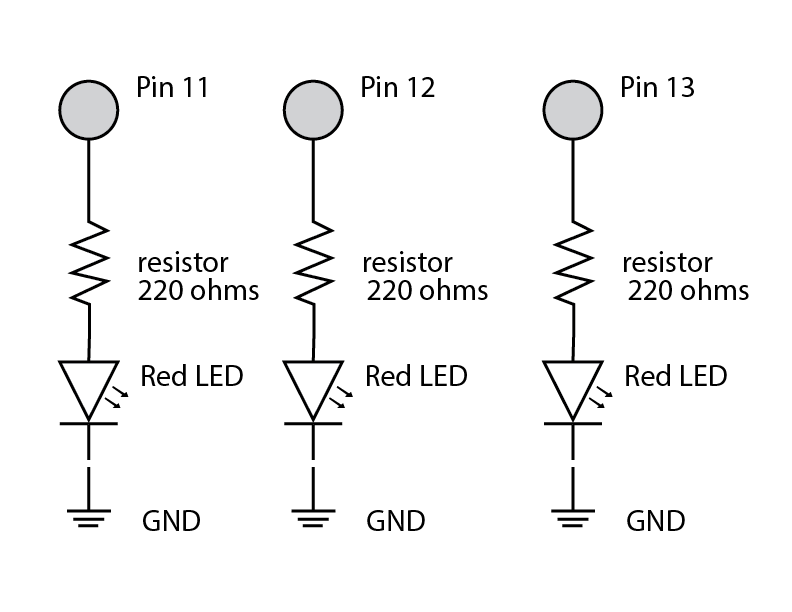 Pin 11
Pin 12
Pin 13
resistor
220 ohms
resistor
220 ohms
resistor
220 ohms
Red LED
Red LED
Red LED
GND
GND
GND